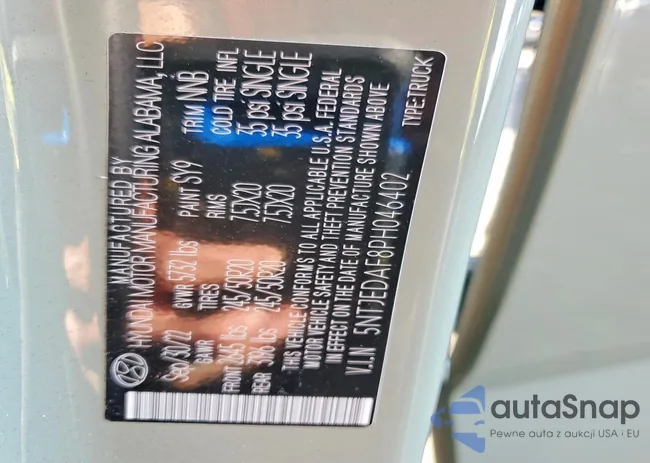 MANUFACTURED BY
HYUNDAI MOTOR MANUFACTURING ALABAMA, LLC
SEP/30/22 GVWR 5732 lbs PAINT SY9 TRIM NNB
GAWR TIRES RIMS COLD TIRE INFL
FRONT 2645 lbs 245/50R20 7.5JX20 35 psi SINGLE
REAR lbs 245/50R20 7.5JX20 35 psi SINGLE
THIS VEHICLE CONFORMS TO ALL APPLICABLE U.S.A. FEDERAL
MOTOR VEHICLE SAFETY AND THEFT PREVENTION STANDARDS
IN EFFECT ON THE DATE OF MANUFACTURE SHOWN ABOVE
V.I.N 5NTJEDAF8PH046402 TYPE:TRUCK
autaSnap
Pewne auta z aukcji USA i EU